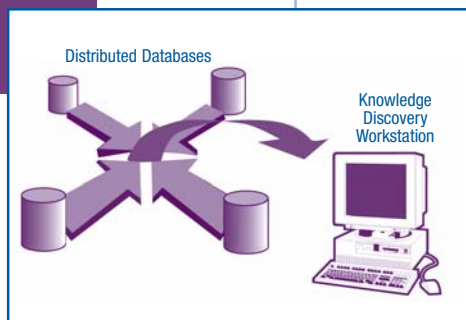 Distributed Databases
Knowledge
Discovery
Workstation